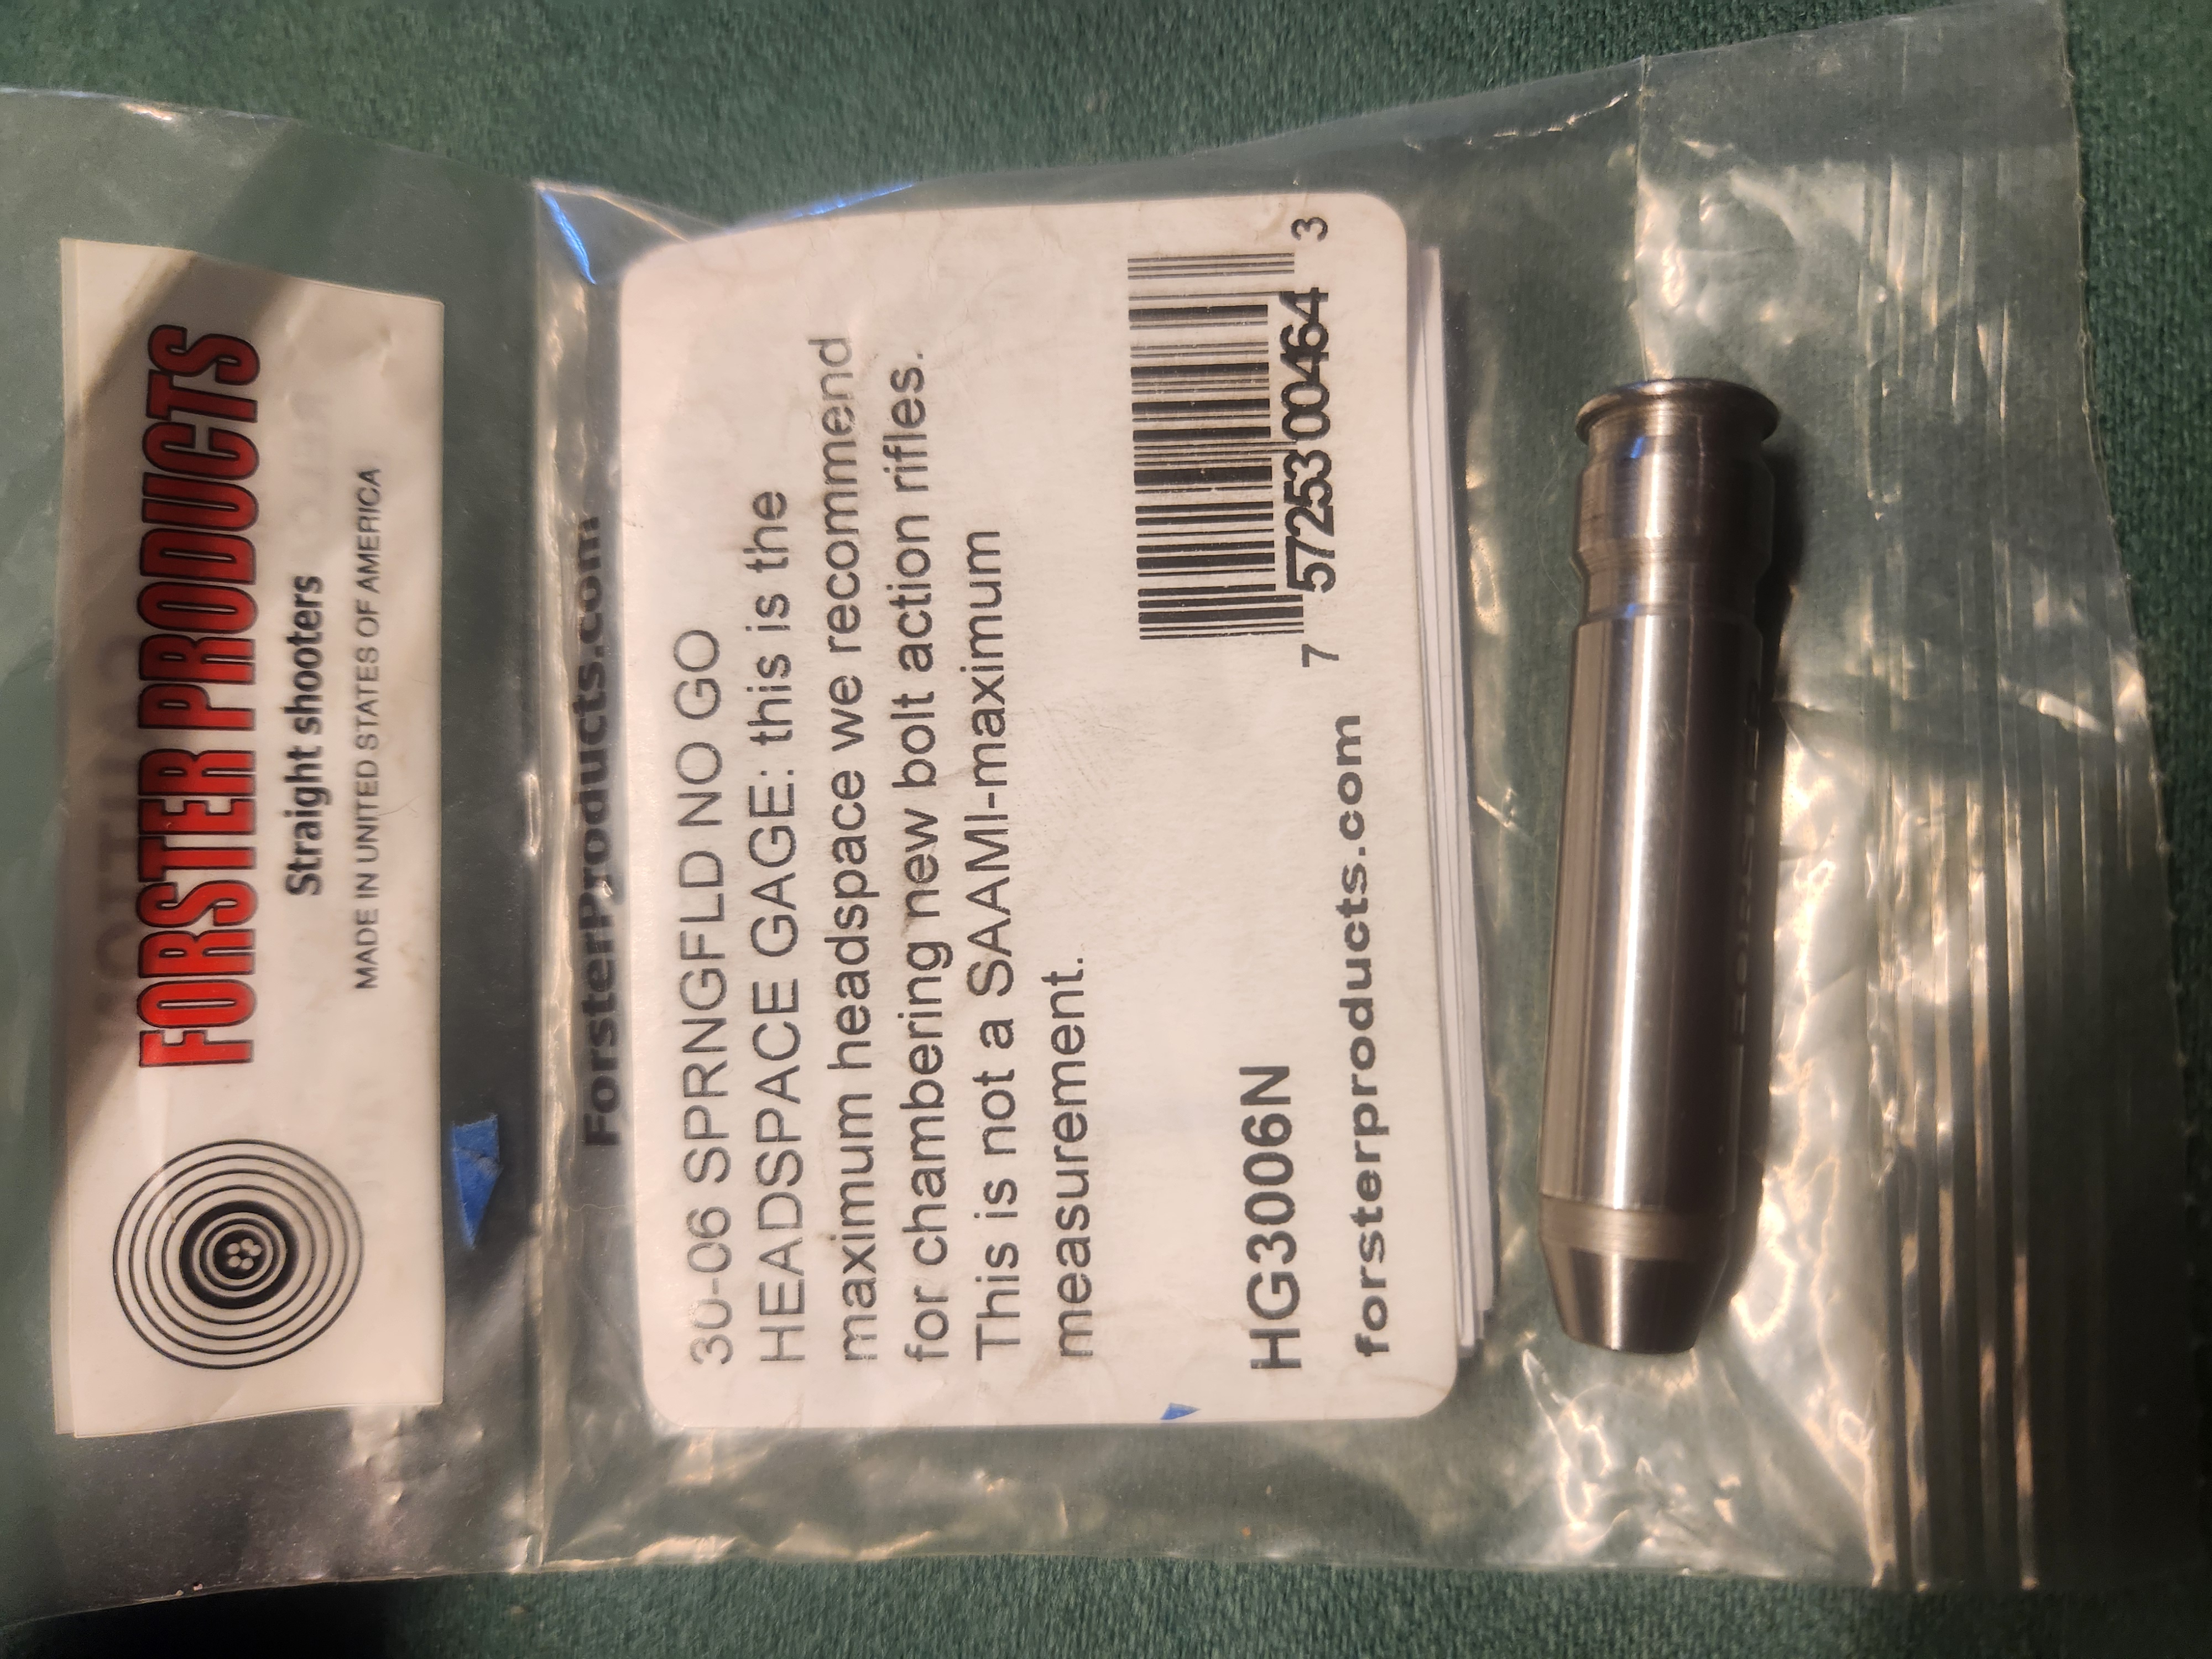 FORSTER PRODUCTS
Straight shooters
MADE IN UNITED STATES OF AMERICA
ForsterProducts.com
30-06 SPRNGFLD NO GO
HEADSPACE GAGE: this is the
maximum headspace we recommend
for chambering new bolt action rifles.
This is not a SAAMI-maximum
measurement.
HG3006N
7 57253 00464 3
forsterproducts.com